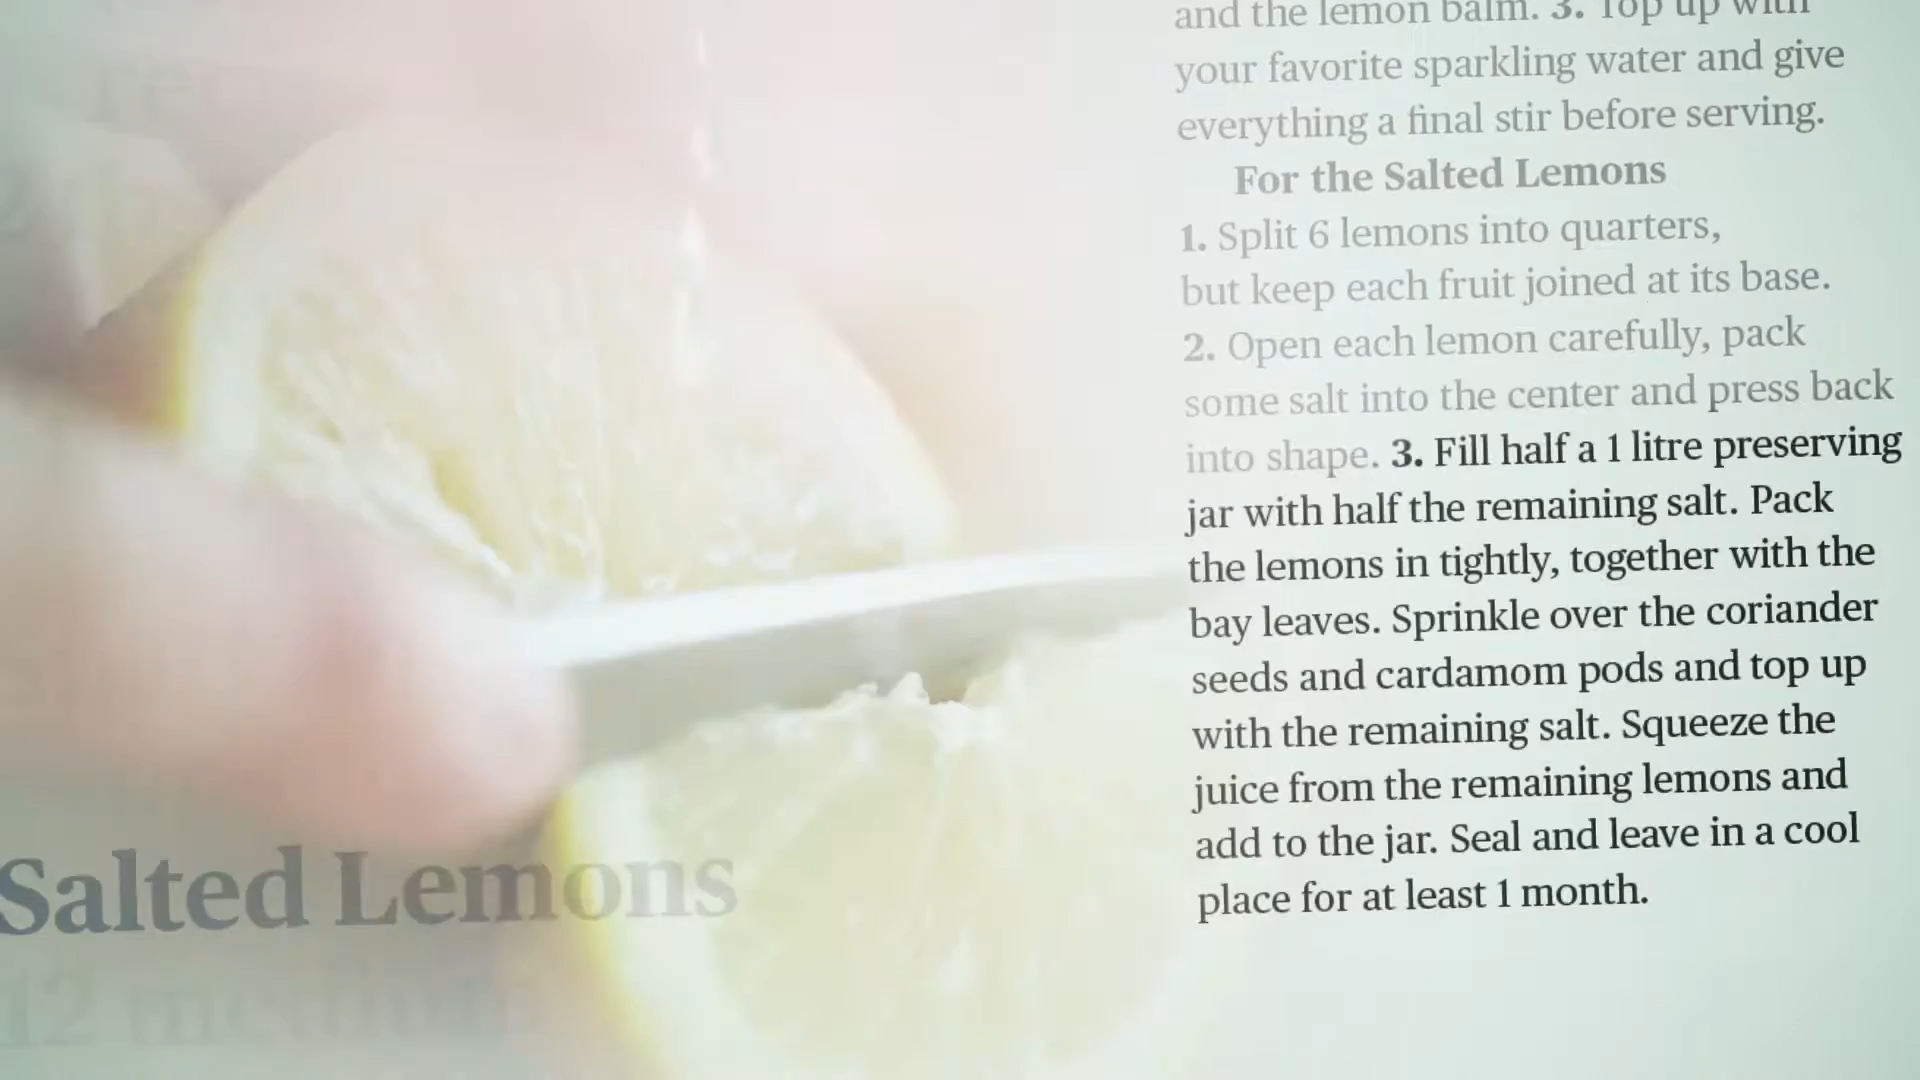 and the lemon balm. 3. Top up with
your favorite sparkling water and give
everything a final stir before serving.
For the Salted Lemons
1. Split 6 lemons into quarters,
but keep each fruit joined at its base.
2. Open each lemon carefully, pack
some salt into the center and press back
into shape. 3. Fill half a 1 litre preserving
jar with half the remaining salt. Pack
the lemons in tightly, together with the
bay leaves. Sprinkle over the coriander
seeds and cardamom pods and top up
with the remaining salt. Squeeze the
juice from the remaining lemons and
add to the jar. Seal and leave in a cool
place for at least 1 month.
Salted Lemons
12